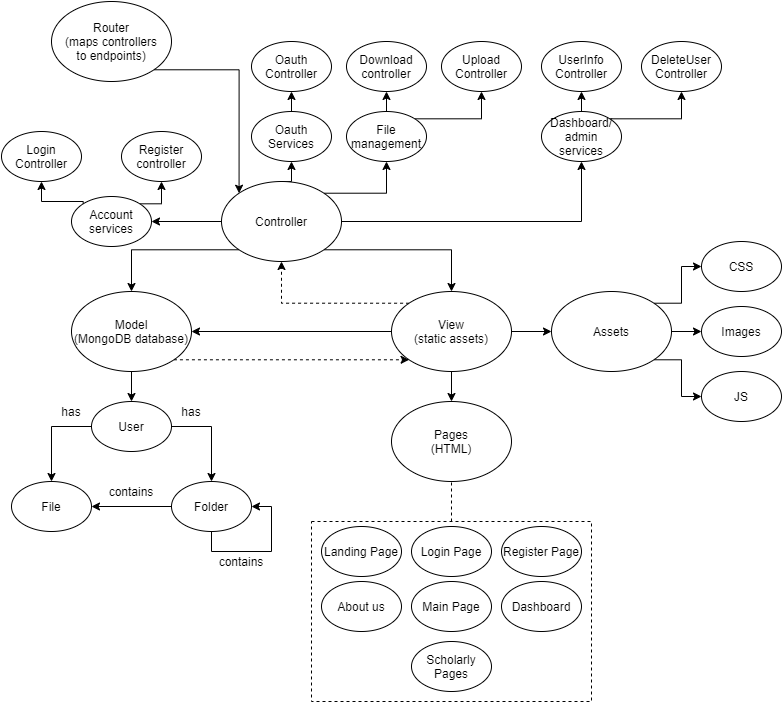 Router
(maps controllers
to endpoints)
Oauth
Controller
Download
controller
Upload
Controller
UserInfo
Controller
DeleteUser
Controller
Oauth
Services
File
management
Dashboard/
admin
services
Login
Controller
Register
controller
Account
services
Controller
Model
(MongoDB database)
View
(static assets)
Assets
CSS
Images
JS
has
has
User
Pages
(HTML)
File
contains
Folder
contains
Landing Page
Login Page
Register Page
About us
Main Page
Dashboard
Scholarly
Pages